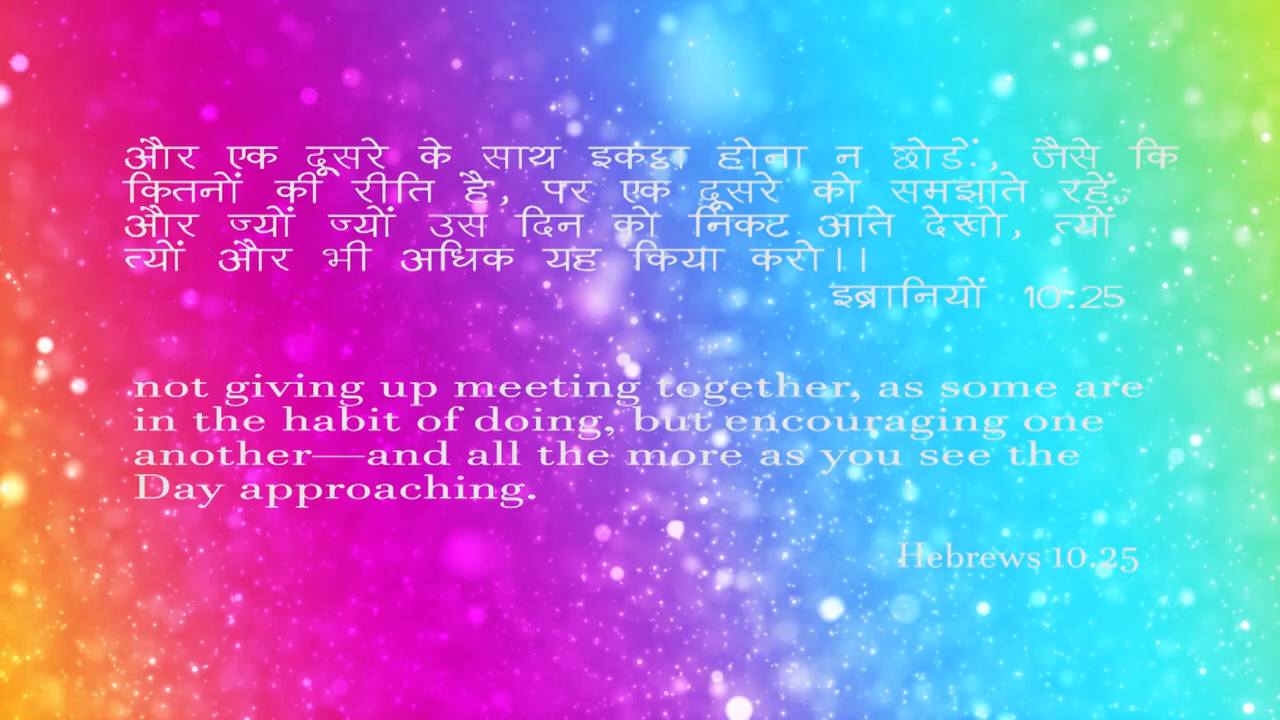 और एक दूसरे के साथ इकट्ठा होना न छोडें, जैसे कि
कितनों की रीति है, पर एक दूसरे को समझाते रहें;
और ज्यों ज्यों उस दिन को निकट आते देखो, त्यों
त्यों और भी अधिक यह किया करो।।
इब्रानियों 10:25
not giving up meeting together, as some are
in the habit of doing, but encouraging one
another—and all the more as you see the
Day approaching.
Hebrews 10.25